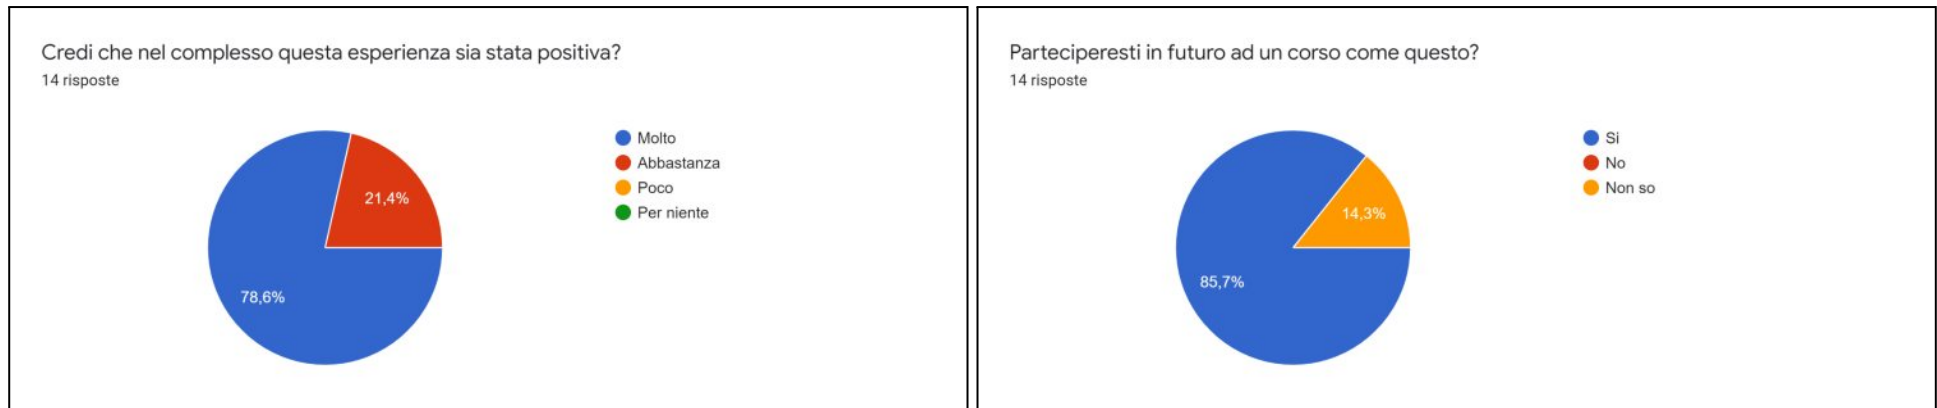 Credi che nel complesso questa esperienza sia stata positiva?
14 risposte
Molto
Abbastanza
Poco
Per niente
21,4%
78,6%
Parteciperesti in futuro ad un corso come questo?
14 risposte
Si
No
Non so
14,3%
85,7%